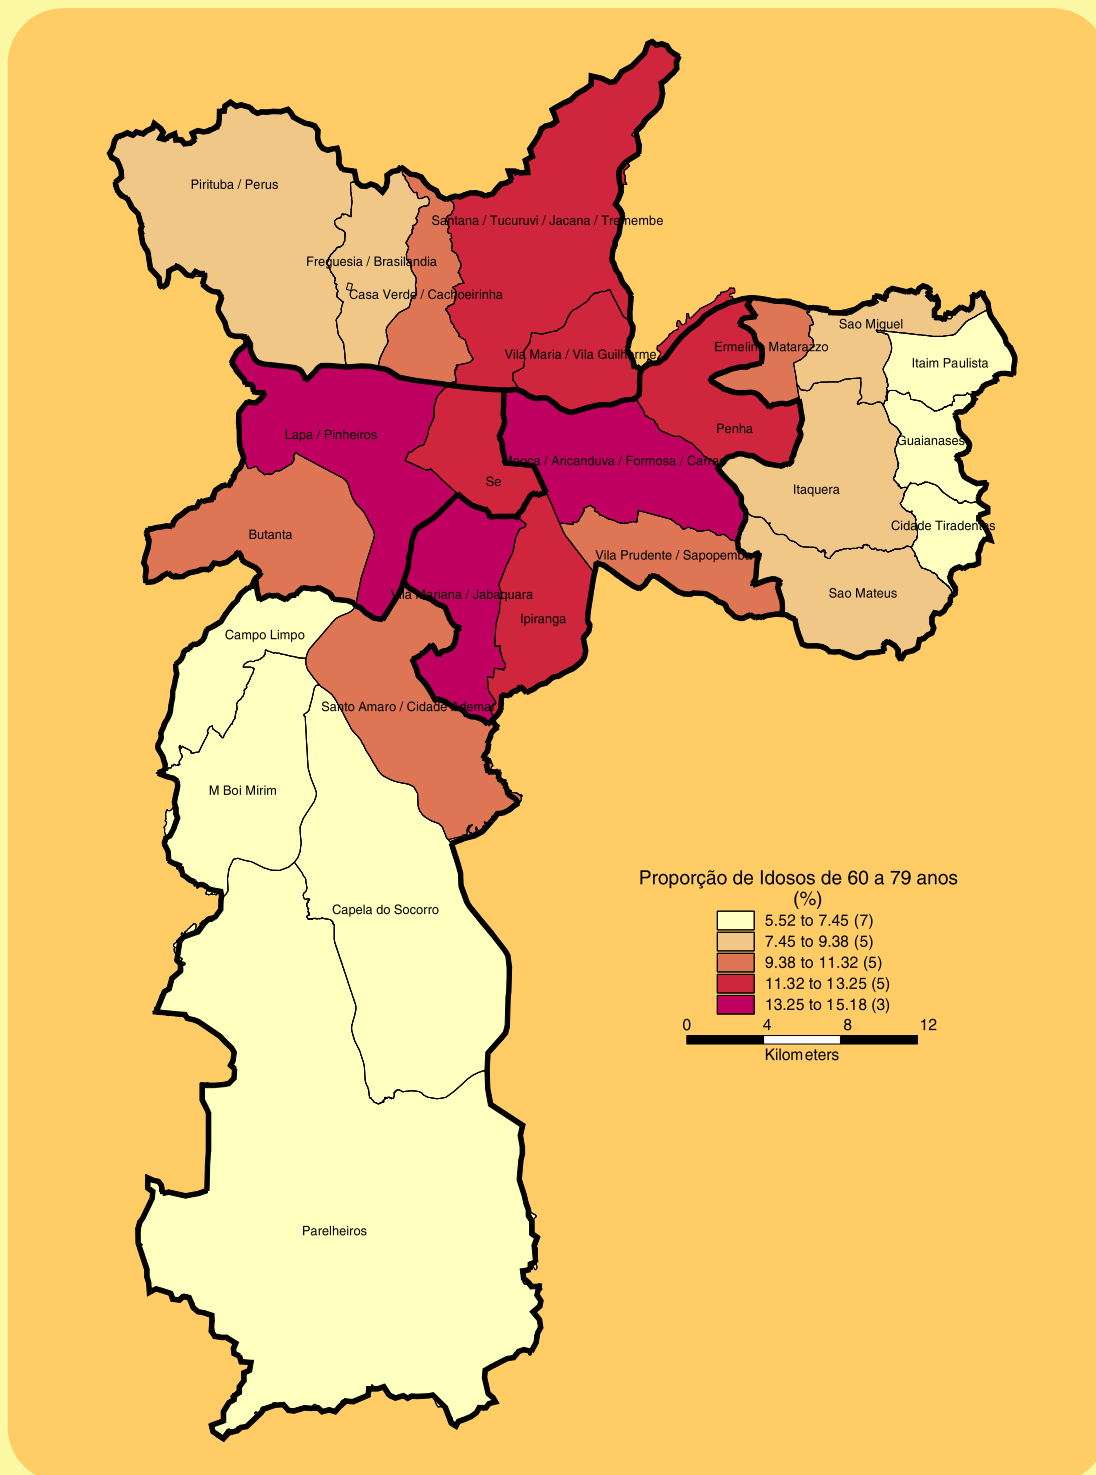 Pirituba / Perus
Santana / Tucuruvi / Jacana / Tremembe
Freguesia / Brasilandia
Casa Verde / Cachoeirinha
Sao Miguel
Ermelino Matarazzo
Vila Maria / Vila Guilherme
Itaim Paulista
Penha
Lapa / Pinheiros
Guaianases
Mooca / Aricanduva / Formosa / Carrao
Se
Itaquera
Cidade Tiradentes
Butanta
Vila Prudente / Sapopemba
Vila Mariana / Jabaquara
Sao Mateus
Ipiranga
Campo Limpo
Santo Amaro / Cidade Ademar
M Boi Mirim
Capela do Socorro
Proporção de Idosos de 60 a 79 anos
(%)
5.52 to 7.45 (7)
7.45 to 9.38 (5)
9.38 to 11.32 (5)
11.32 to 13.25 (5)
13.25 to 15.18 (3)
0 4 8 12
Kilometers
Parelheiros